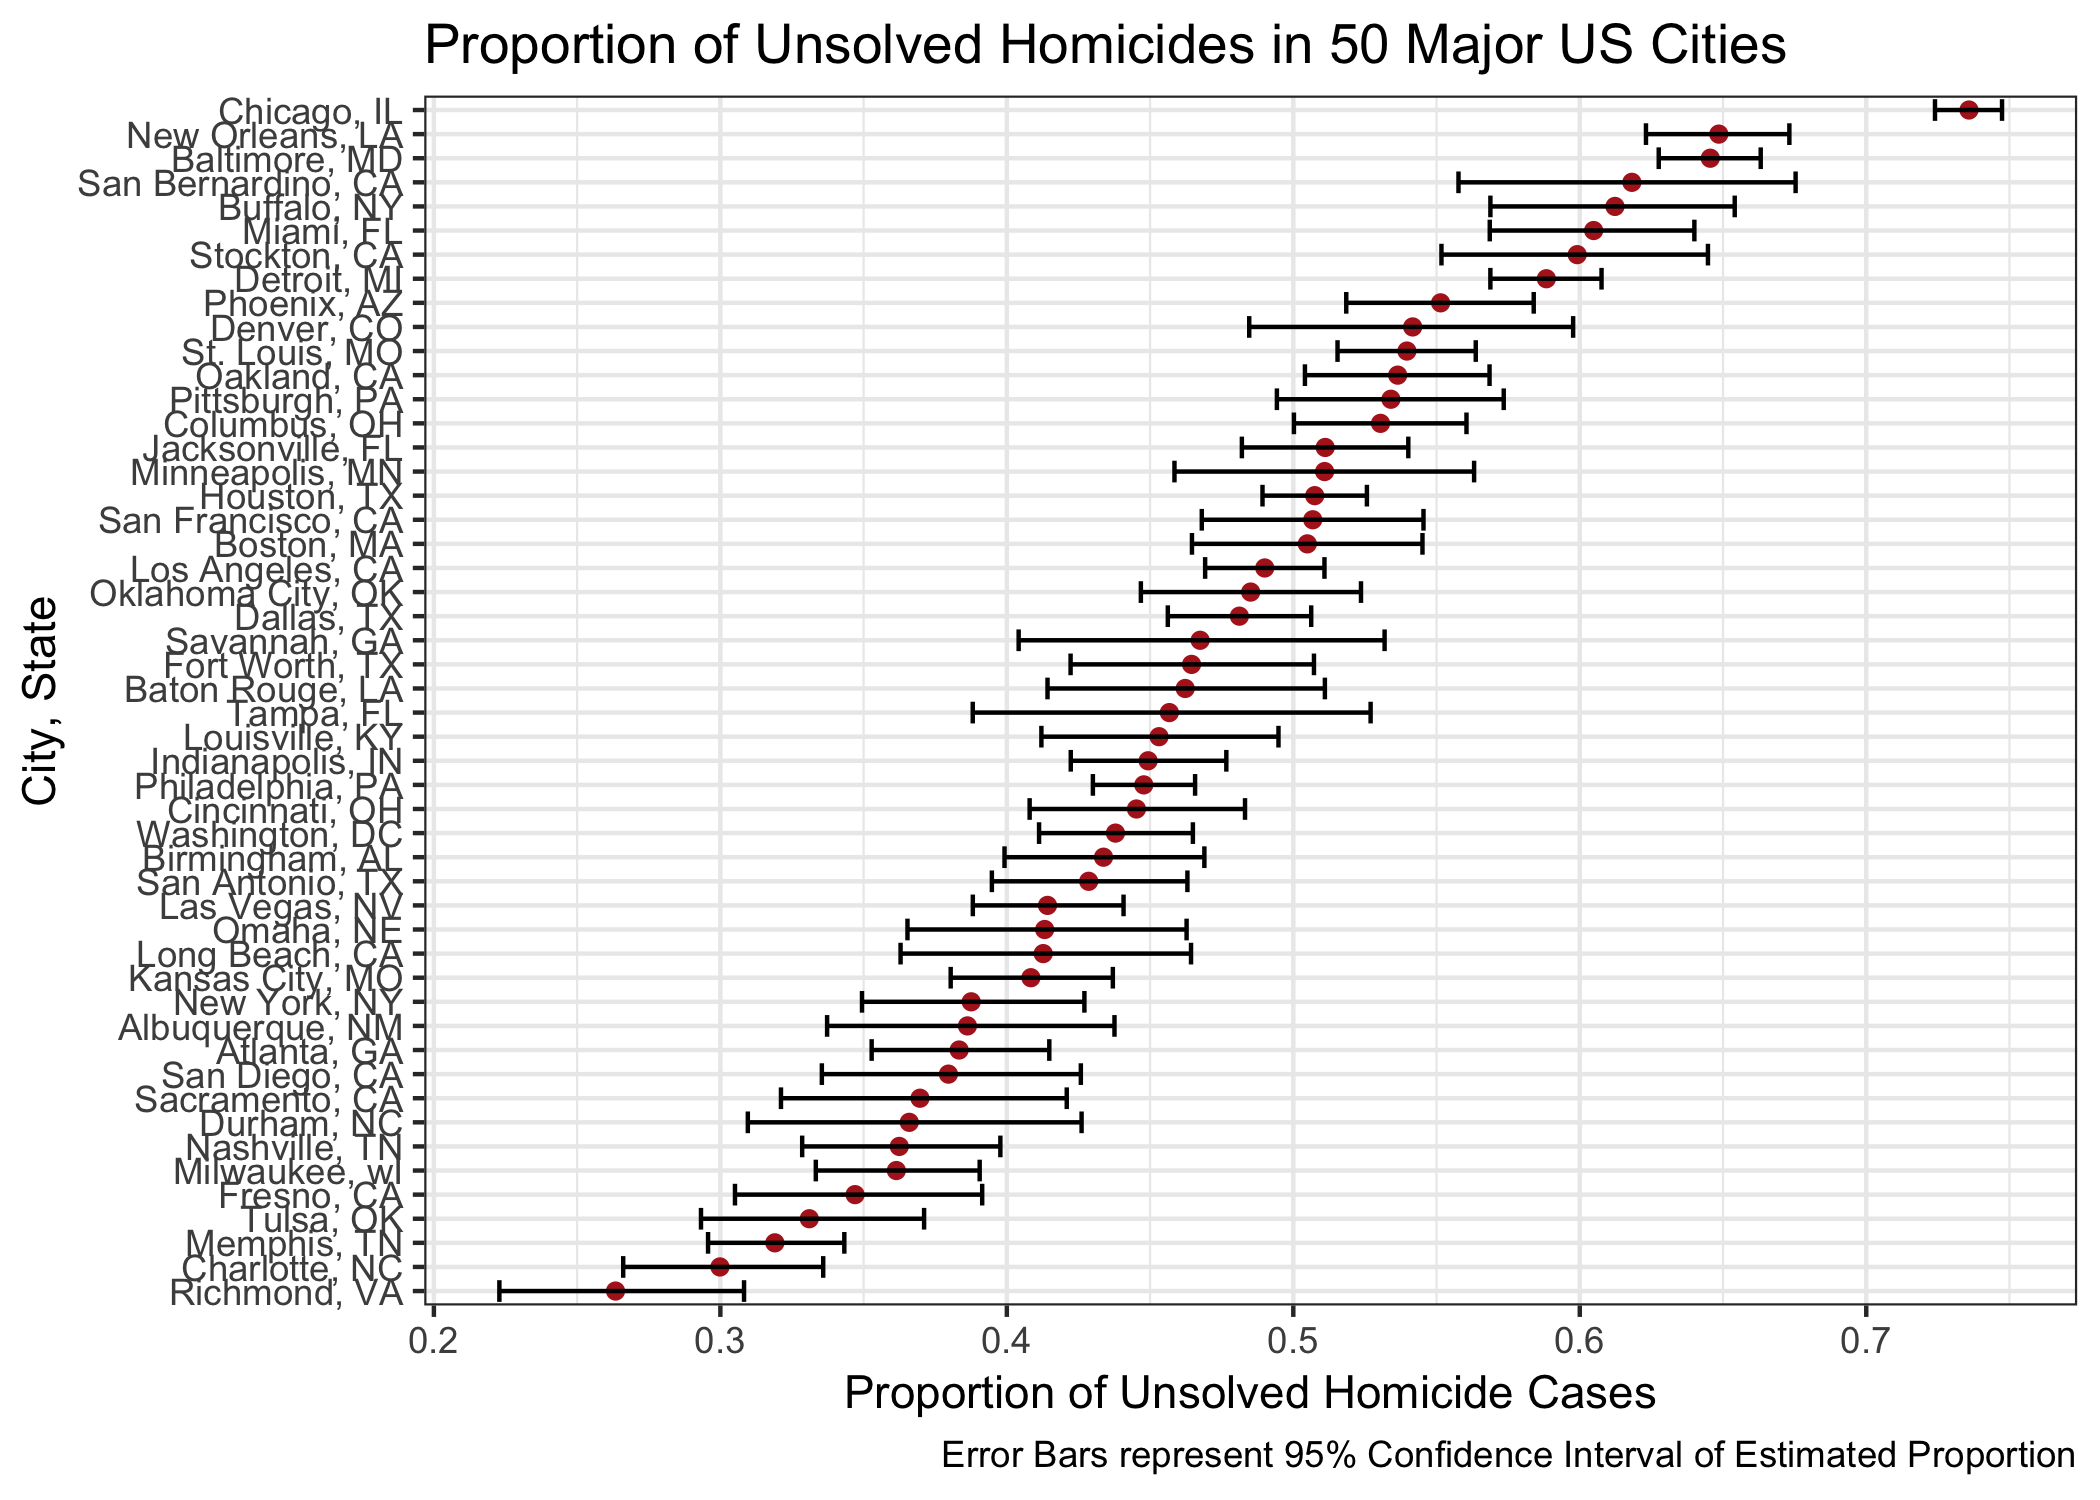 Proportion of Unsolved Homicides in 50 Major US Cities
Chicago, IL
New Orleans, LA
Baltimore, MD
San Bernardino, CA
Buffalo, NY
Miami, FL
Stockton, CA
Detroit, MI
Phoenix, AZ
Denver, CO
St. Louis, MO
Oakland, CA
Pittsburgh, PA
Columbus, OH
Jacksonville, FL
Minneapolis, MN
Houston, TX
San Francisco, CA
Boston, MA
Los Angeles, CA
Oklahoma City, OK
Dallas, TX
Savannah, GA
Fort Worth, TX
Baton Rouge, LA
Tampa, FL
Louisville, KY
Indianapolis, IN
Philadelphia, PA
Cincinnati, OH
Washington, DC
Birmingham, AL
San Antonio, TX
Las Vegas, NV
Omaha, NE
Long Beach, CA
Kansas City, MO
New York, NY
Albuquerque, NM
Atlanta, GA
San Diego, CA
Sacramento, CA
Durham, NC
Nashville, TN
Milwaukee, wI
Fresno, CA
Tulsa, OK
Memphis, TN
Charlotte, NC
Richmond, VA
City, State
0.2 0.3 0.4 0.5 0.6 0.7
Proportion of Unsolved Homicide Cases
Error Bars represent 95% Confidence Interval of Estimated Proportion